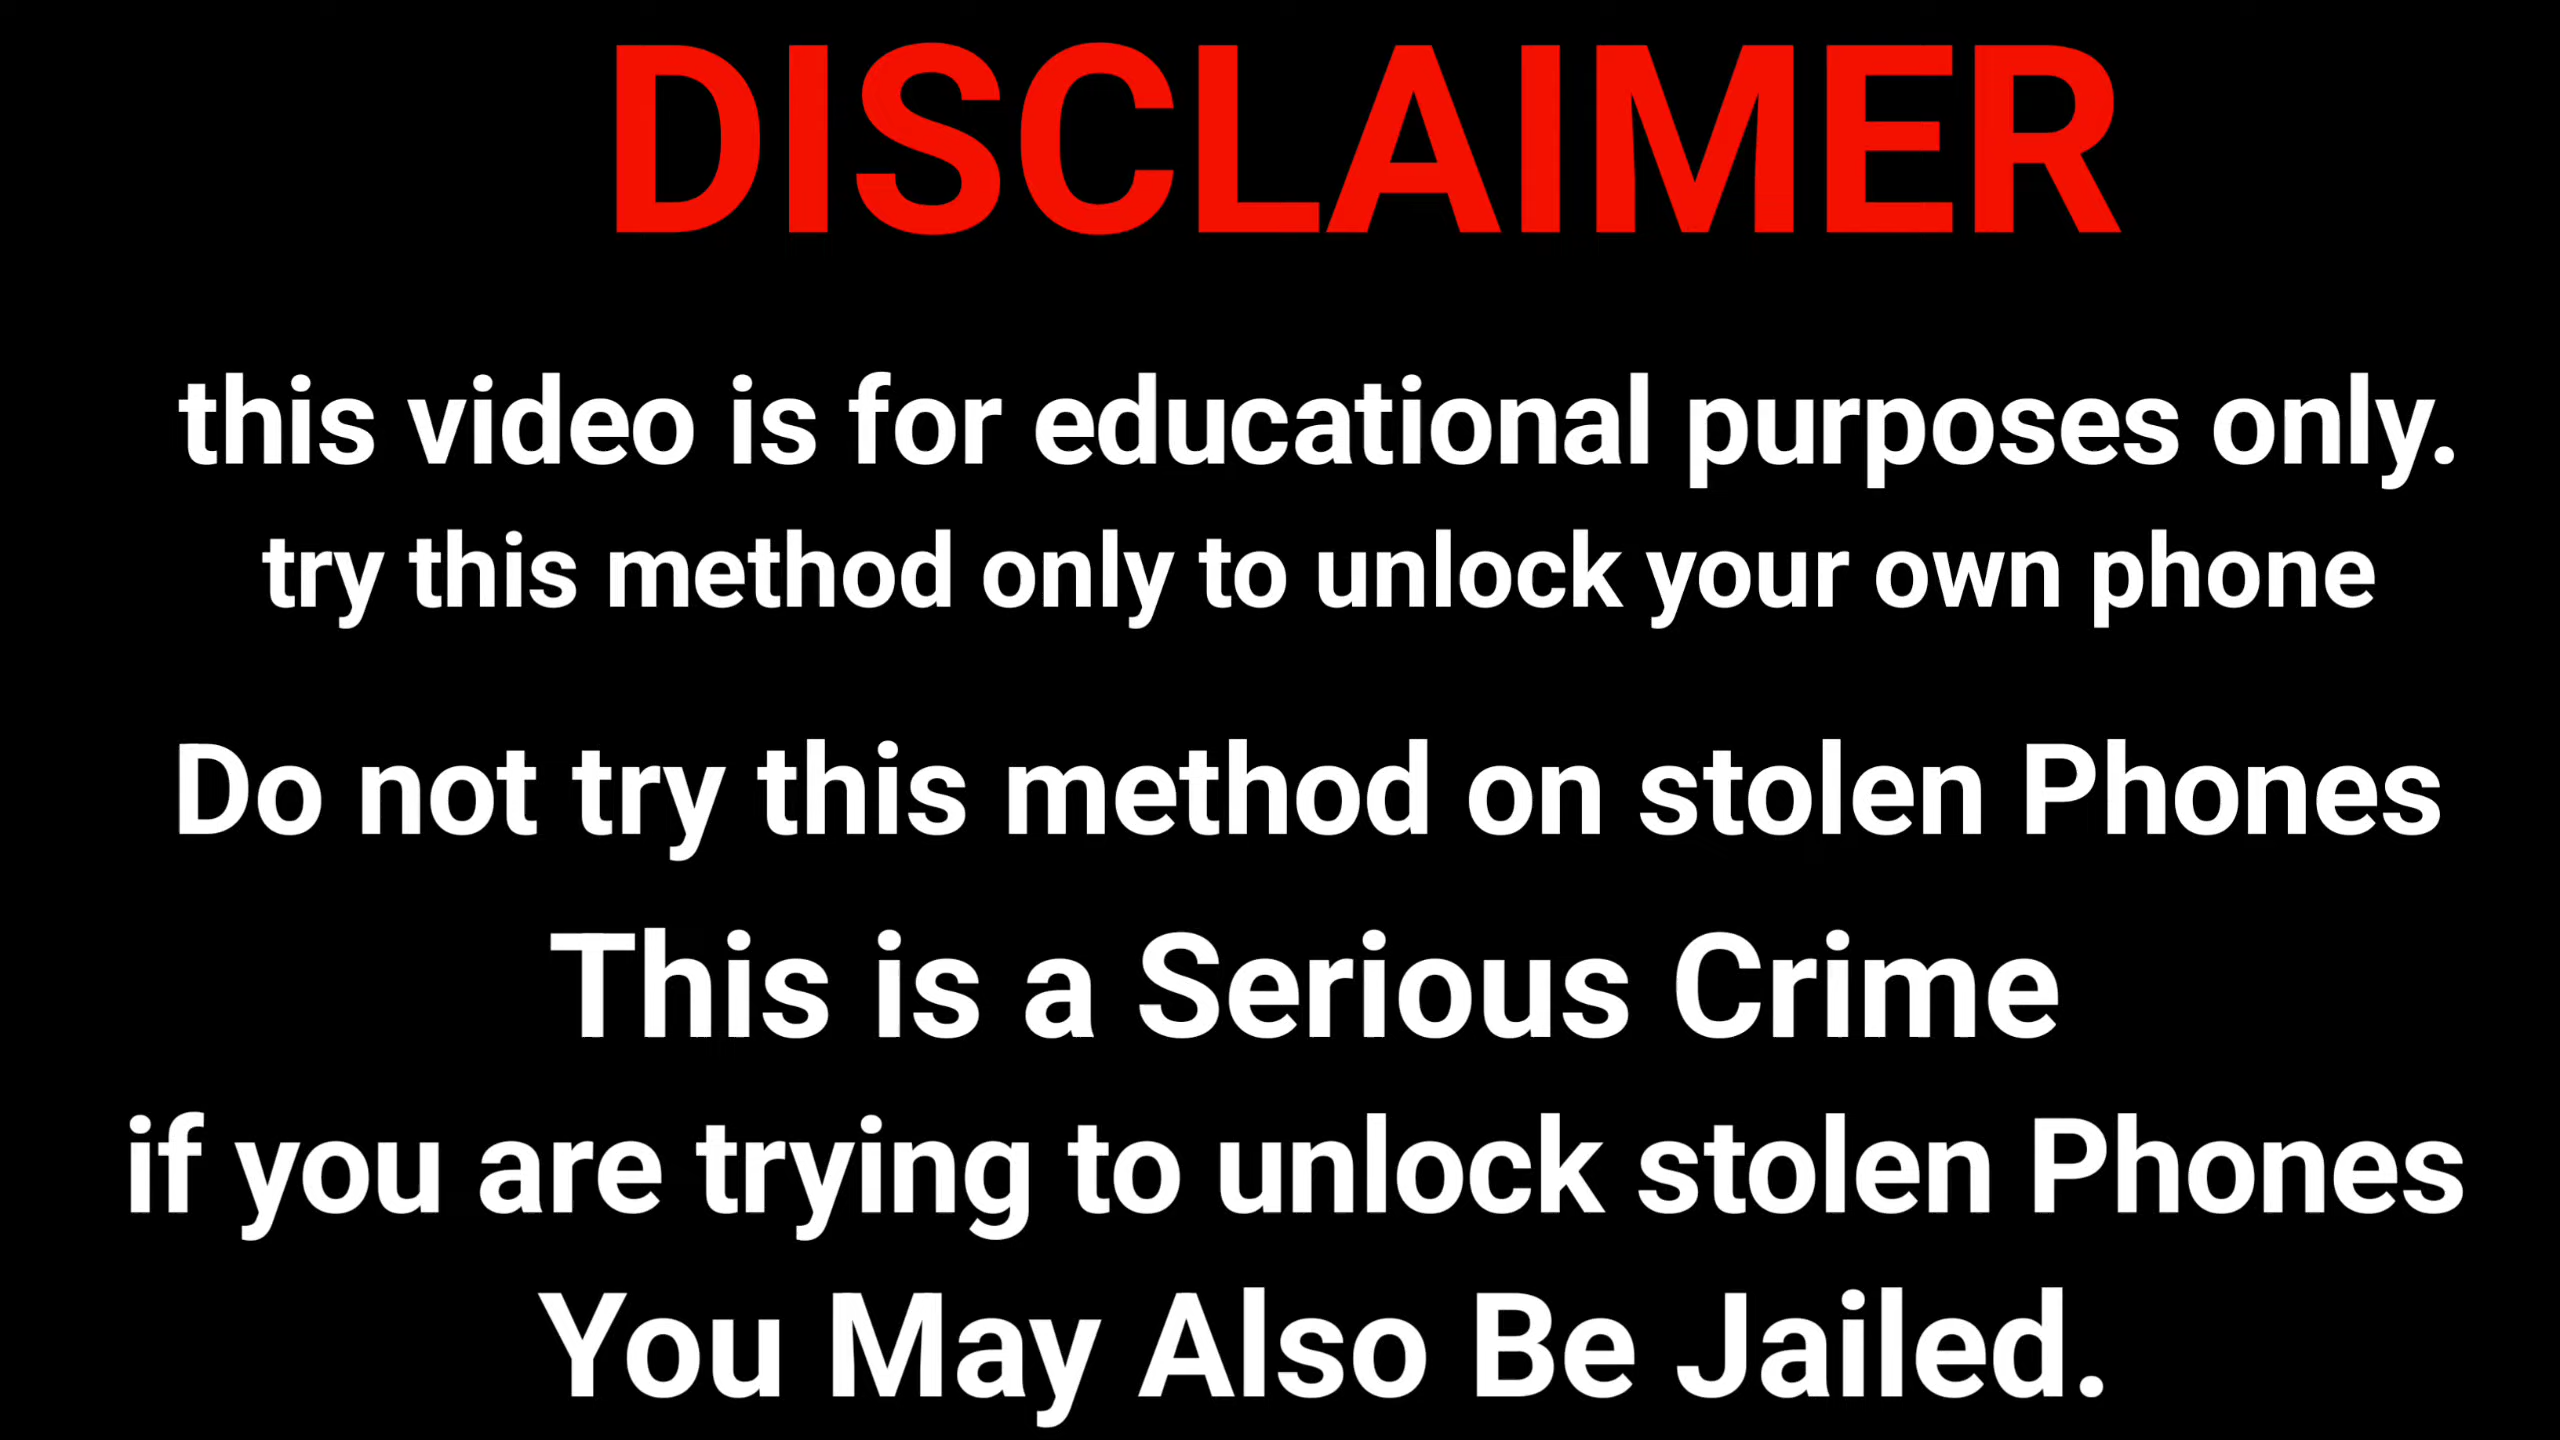 DISCLAIMER
this video is for educational purposes only.
try this method only to unlock your own phone
Do not try this method on stolen Phones
This is a Serious Crime
if you are trying to unlock stolen Phones
You May Also Be Jailed.